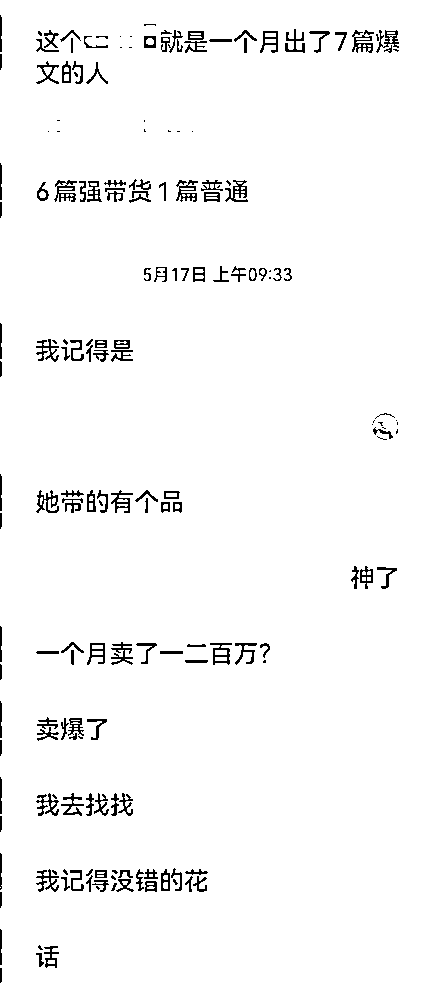 这个就是一个月出了7篇爆
文的人
6篇强带货1篇普通
5月17日 上午09:33
我记得是
她带的有个品
神了
一个月卖了一二百万?
卖爆了
我去找找
我记得没错的花
话